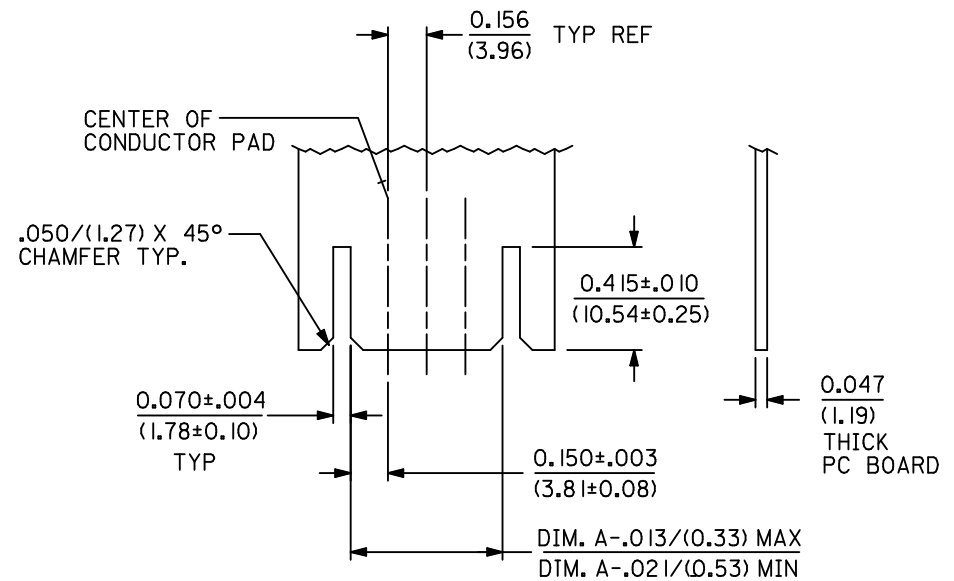 0.156
(3.96)
TYP REF
CENTER OF
CONDUCTOR PAD
.050/(1.27) X 45°
CHAMFER TYP.
0.415±.010
(10.54±0.25)
0.070±.004
(1.78±0.10)
TYP
0.047
(1.19)
THICK
PC BOARD
0.150±.003
(3.81±0.08)
DIM. A-.013/(0.33) MAX
DIM. A-.021/(0.53) MIN